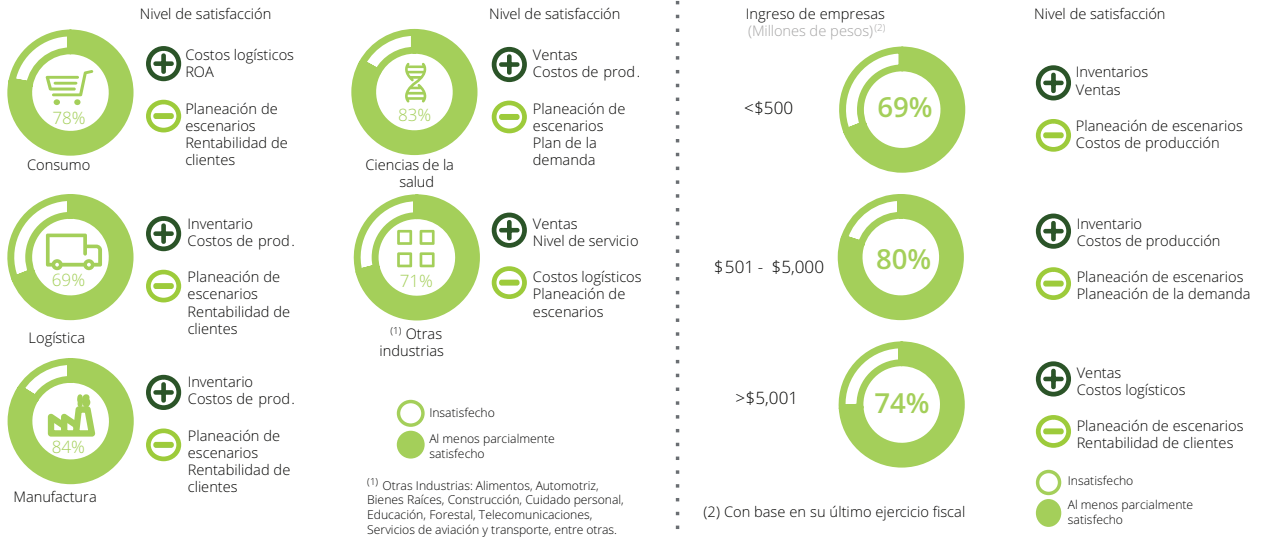 Nivel de satisfacción
78%
Consumo
Costos logísticos
ROA
Planeación de
escenarios
Rentabilidad de
clientes
69%
Logística
Inventario
Costos de prod.
Planeación de
escenarios
Rentabilidad de
clientes
84%
Manufactura
Inventario
Costos de prod.
Planeación de
escenarios
Rentabilidad de
clientes
Nivel de satisfacción
83%
Ciencias de la
salud
Ventas
Costos de prod.
Planeación de
escenarios
Plan de la
demanda
71%
(1) Otras
industrias
Ventas
Nivel de servicio
Costos logísticos
Planeación de
escenarios
Insatisfecho
Al menos parcialmente
satisfecho
(1) Otras Industrias: Alimentos, Automotriz,
Bienes Raíces, Construcción, Cuidado personal,
Educación, Forestal, Telecomunicaciones,
Servicios de aviación y transporte, entre otras.
Ingreso de empresas
(Millones de pesos)(2)
Nivel de satisfacción
<$500
69%
Inventarios
Ventas
Planeación de escenarios
Costos de producción
$501 - $5,000
80%
Inventario
Costos de producción
Planeación de escenarios
Planeación de la demanda
>$5,001
74%
Ventas
Costos logísticos
Planeación de escenarios
Rentabilidad de clientes
Insatisfecho
Al menos parcialmente
satisfecho
(2) Con base en su último ejercicio fiscal